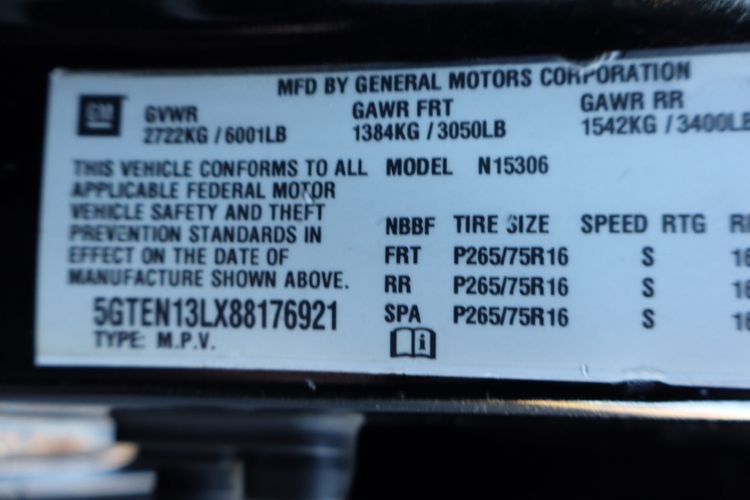 MFD BY GENERAL MOTORS CORPORATION
GM
GVWR GAWR FRT GAWR RR
2722KG / 6001LB 1384KG / 3050LB 1542KG / 3400LB
THIS VEHICLE CONFORMS TO ALL
APPLICABLE FEDERAL MOTOR
VEHICLE SAFETY AND THEFT
PREVENTION STANDARDS IN
EFFECT ON THE DATE OF
MANUFACTURE SHOWN ABOVE.
5GTEN13LX88176921
TYPE: M.P.V.
MODEL N15306
NBBF TIRE SIZE SPEED RTG
FRT P265/75R16 S
RR P265/75R16 S
SPA P265/75R16 S
i